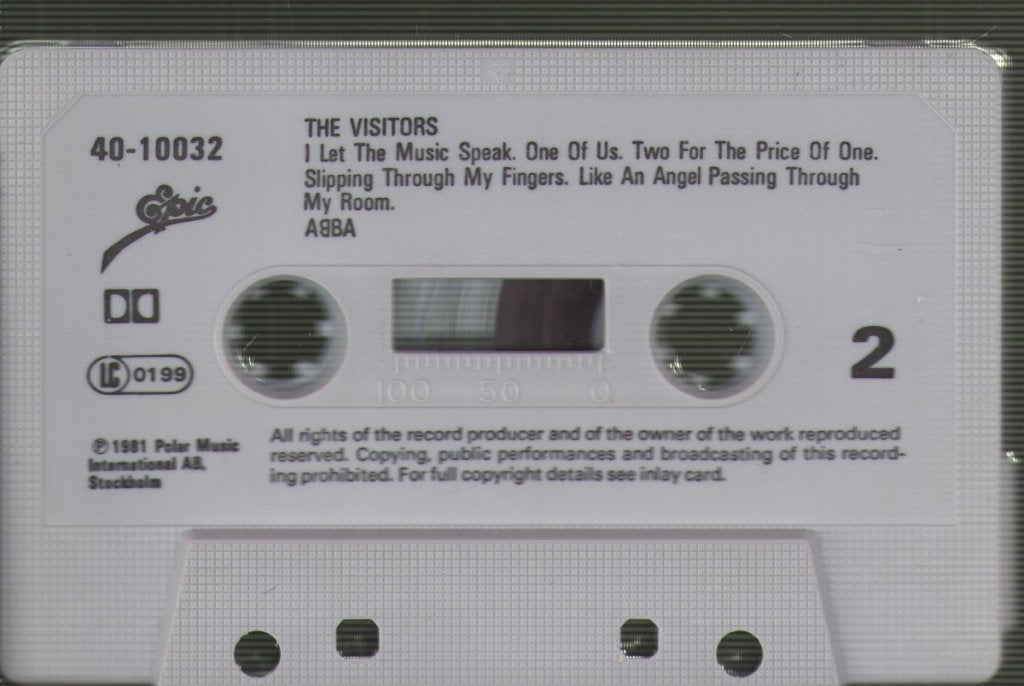 40-10032
THE VISITORS
I Let The Music Speak. One Of Us. Two For The Price Of One.
Slipping Through My Fingers. Like An Angel Passing Through
My Room.
ABBA
Epic
LC 0199
2
100 50 0
℗ 1981 Polar Music
International AB,
Stockholm
All rights of the record producer and of the owner of the work reproduced
reserved. Copying, public performances and broadcasting of this record-
ing prohibited. For full copyright details see inlay card.